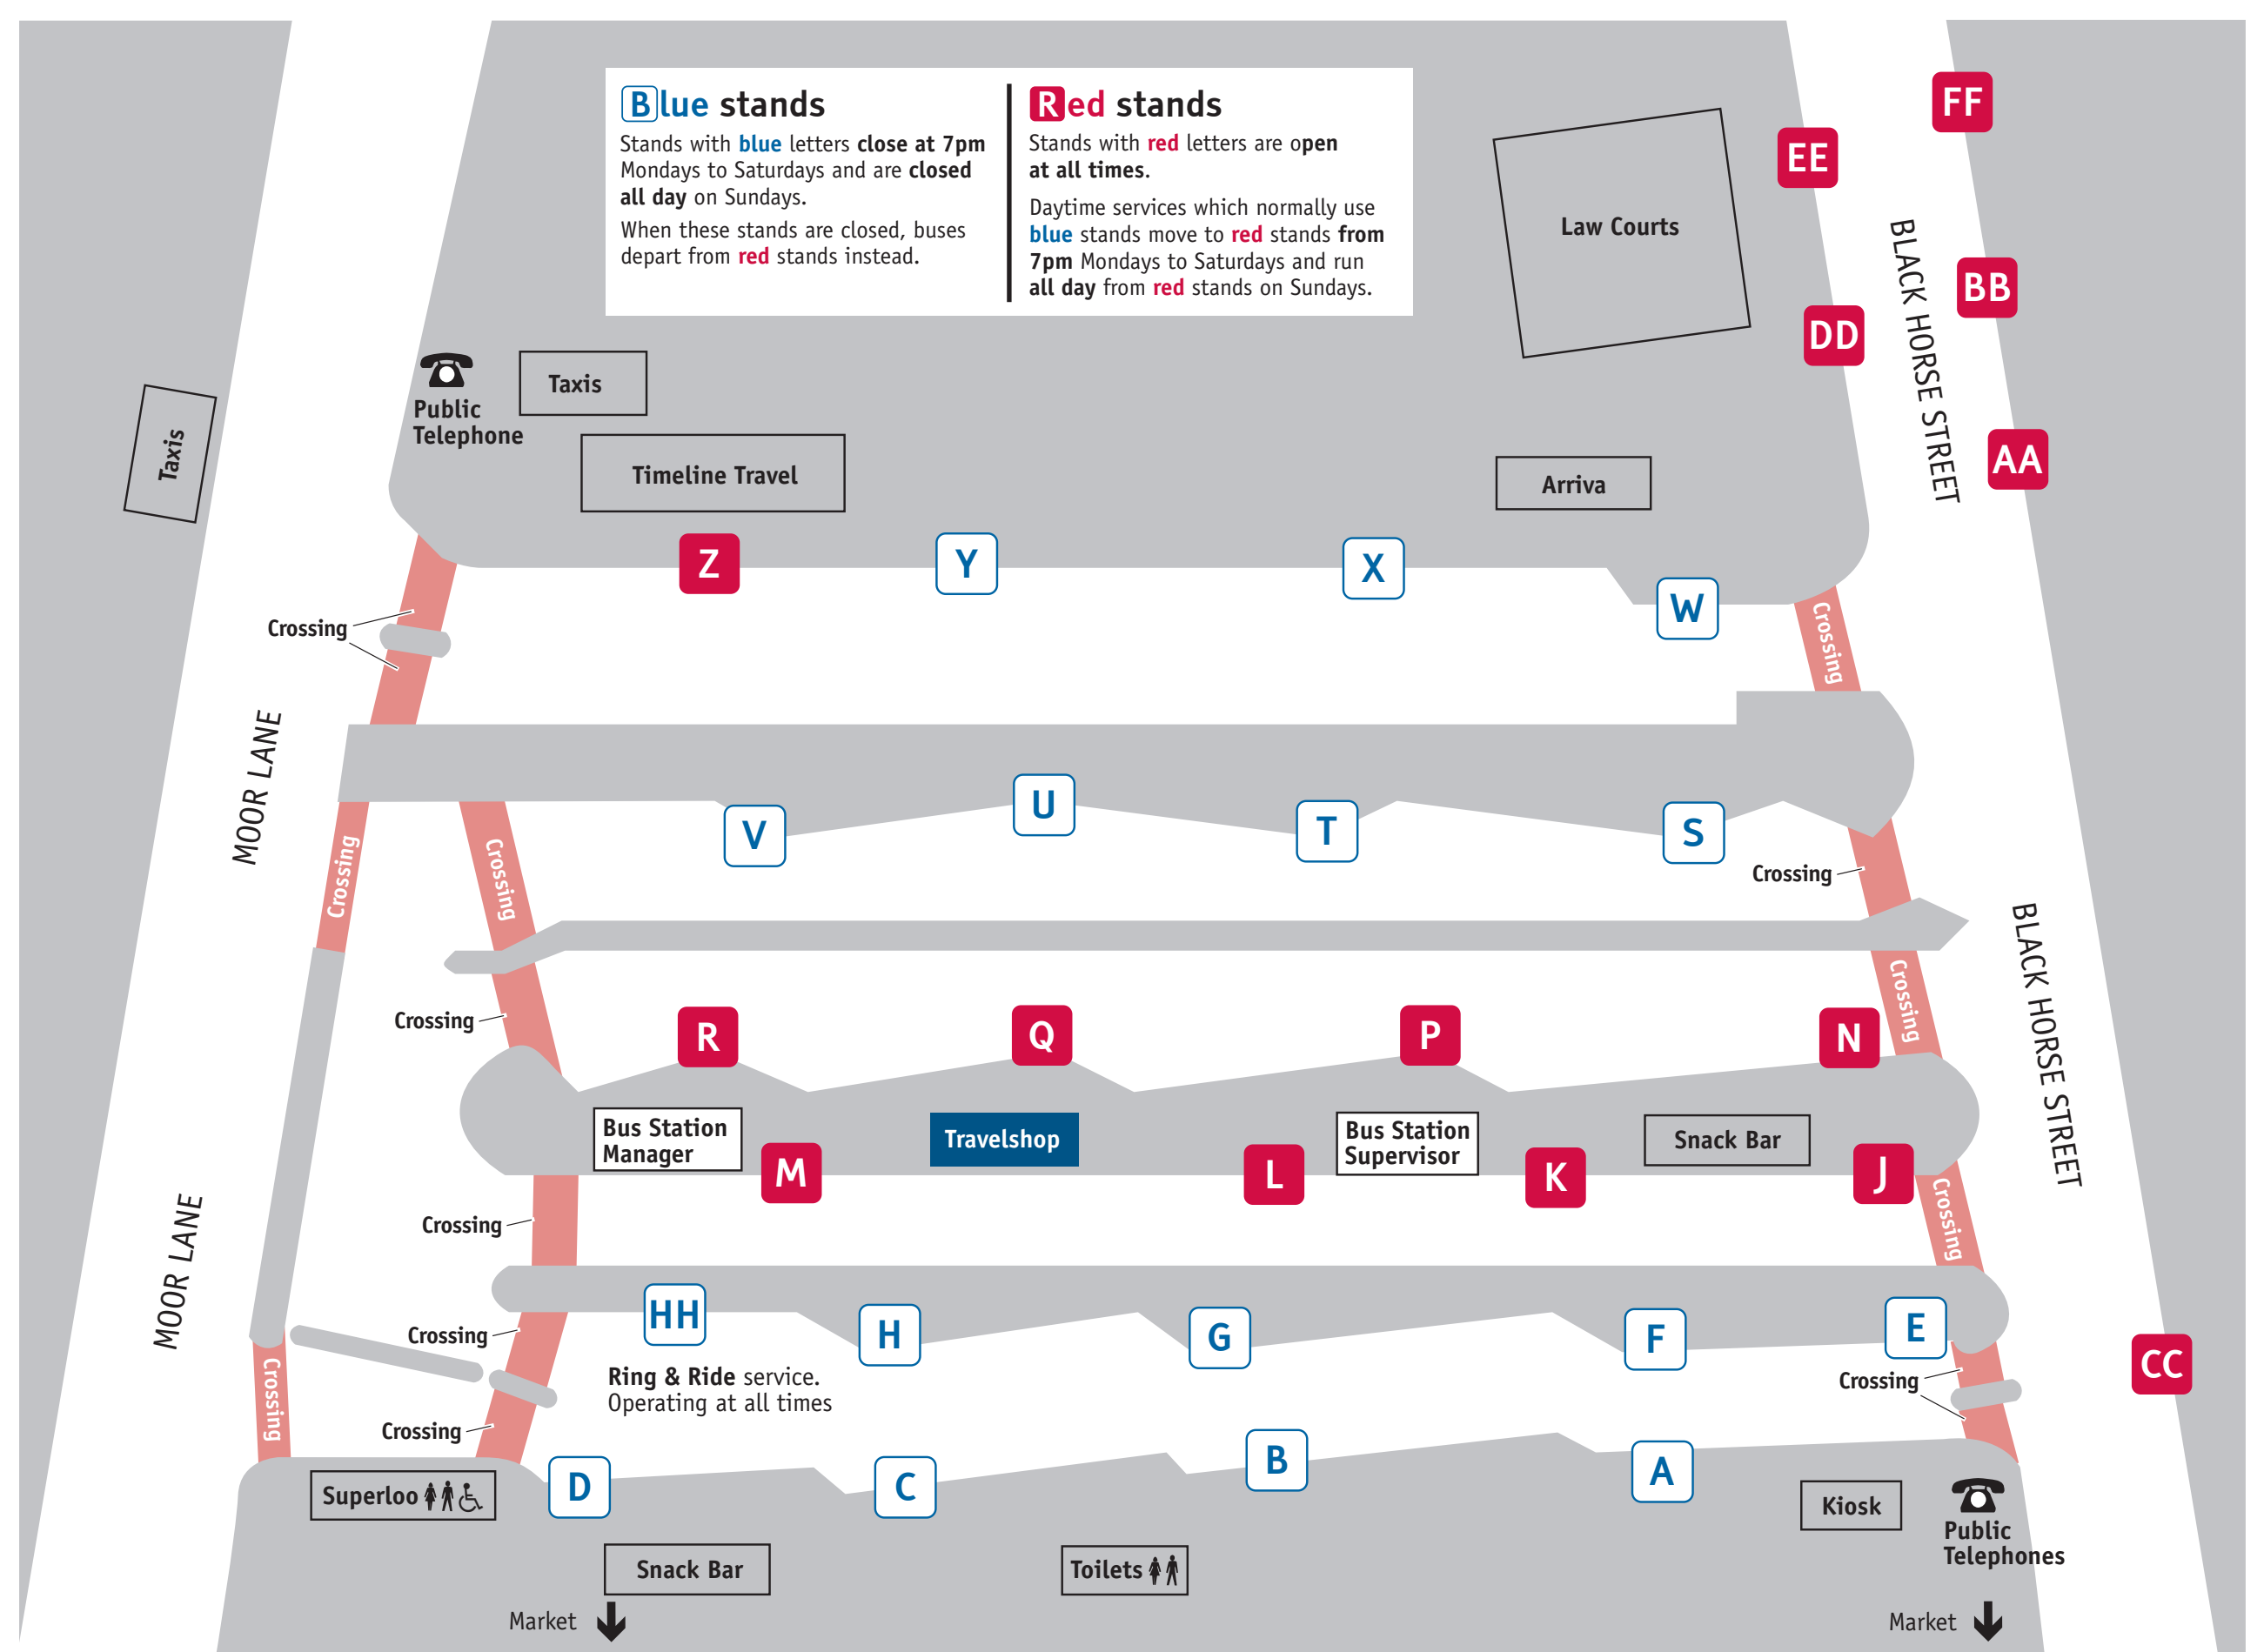 Blue stands
Stands with blue letters close at 7pm
Mondays to Saturdays and are closed
all day on Sundays.
When these stands are closed, buses
depart from red stands instead.
Red stands
Stands with red letters are open
at all times.
Daytime services which normally use
blue stands move to red stands from
7pm Mondays to Saturdays and run
all day from red stands on Sundays.
FF
EE
Law Courts
BB
DD
BLACK HORSE STREET
AA
Taxis
Public
Telephone
Taxis
Timeline Travel
Arriva
Z
Y
X
W
Crossing
Crossing
MOOR LANE
V
U
T
S
Crossing
Crossing
Crossing
BLACK HORSE STREET
Crossing
Crossing
R
Q
P
N
Bus Station
Manager
Travelshop
Bus Station
Supervisor
Snack Bar
M
L
K
J
Crossing
Crossing
MOOR LANE
HH
H
G
F
E
Crossing
Ring & Ride service.
Operating at all times
Crossing
CC
Crossing
Crossing
Superloo
D
C
B
A
Kiosk
Public
Telephones
Snack Bar
Toilets
Market
Market